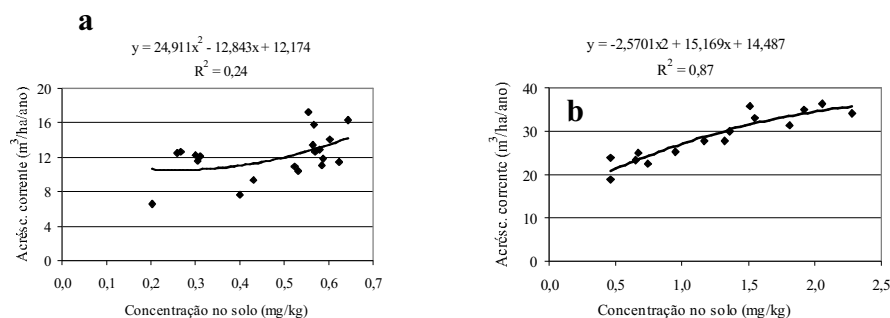 a
y = 24,911x² - 12,843x + 12,174
R² = 0,24
Acrésc. corrente (m³/ha/ano)
20
16
12
8
4
0
0,0 0,1 0,2 0,3 0,4 0,5 0,6 0,7
Concentração no solo (mg/kg)
y = -2,5701x2 + 15,169x + 14,487
R² = 0,87
b
Acrésc. corrente (m³/ha/ano)
40
30
20
10
0
0,0 0,5 1,0 1,5 2,0 2,5
Concentração no solo (mg/kg)